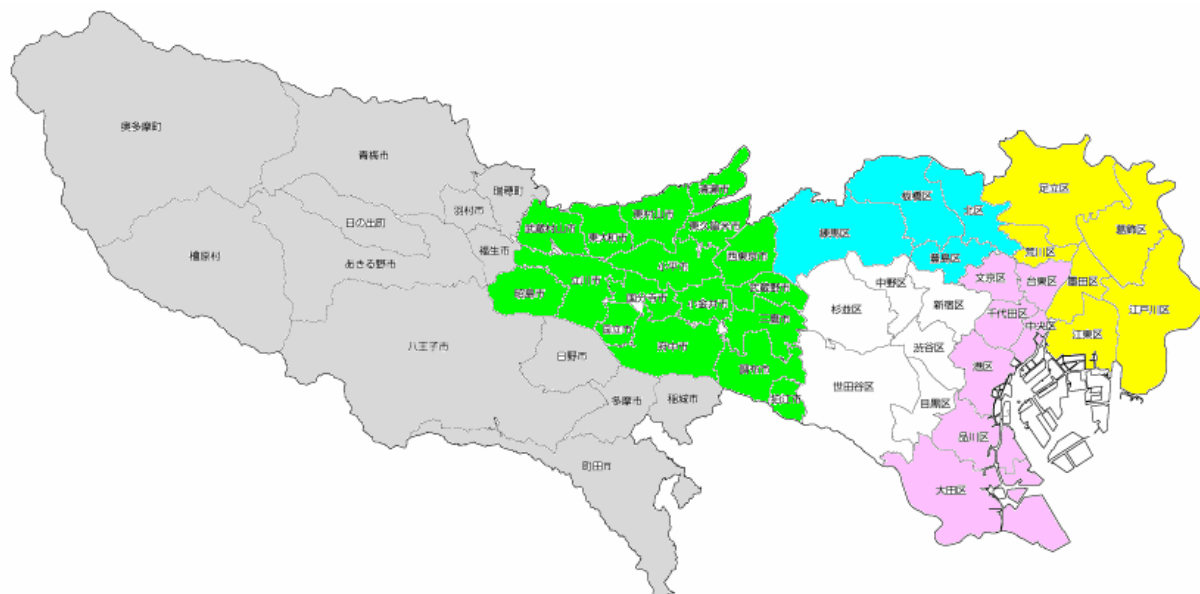 奥多摩町
青梅市
瑞穂町
羽村市
日の出町
あきる野市
福生市
檜原村
八王子市
日野市
多摩市
稲城市
町田市
清瀬市
東村山市
東久留米市
武蔵村山市
東大和市
西東京市
小平市
昭島市
立川市
国分寺市
小金井市
武蔵野市
三鷹市
国立市
府中市
調布市
狛江市
板橋区
北区
練馬区
豊島区
足立区
葛飾区
荒川区
文京区
台東区
墨田区
江戸川区
中野区
杉並区
新宿区
千代田区
中央区
江東区
渋谷区
港区
世田谷区
目黒区
品川区
大田区